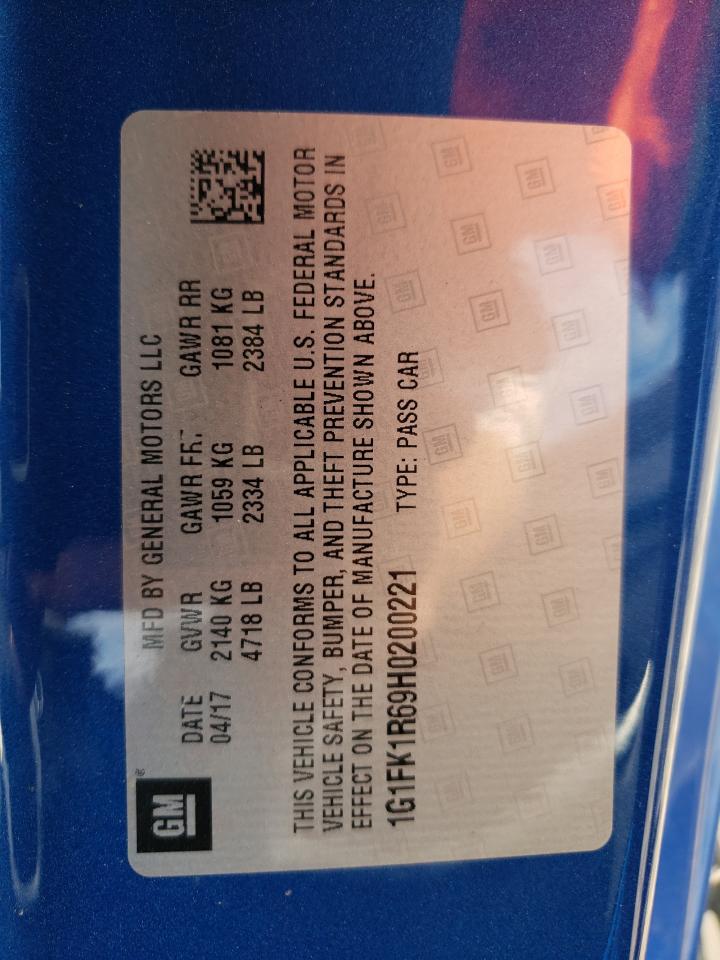 GM®
MFD BY GENERAL MOTORS LLC
DATE GVWR GAWR FRT GAWR RR
04/17 2140 KG 1059 KG 1081 KG
4718 LB 2334 LB 2384 LB
THIS VEHICLE CONFORMS TO ALL APPLICABLE U.S. FEDERAL MOTOR
VEHICLE SAFETY, BUMPER, AND THEFT PREVENTION STANDARDS IN
EFFECT ON THE DATE OF MANUFACTURE SHOWN ABOVE.
1G1FK1R69H0200221 TYPE: PASS CAR